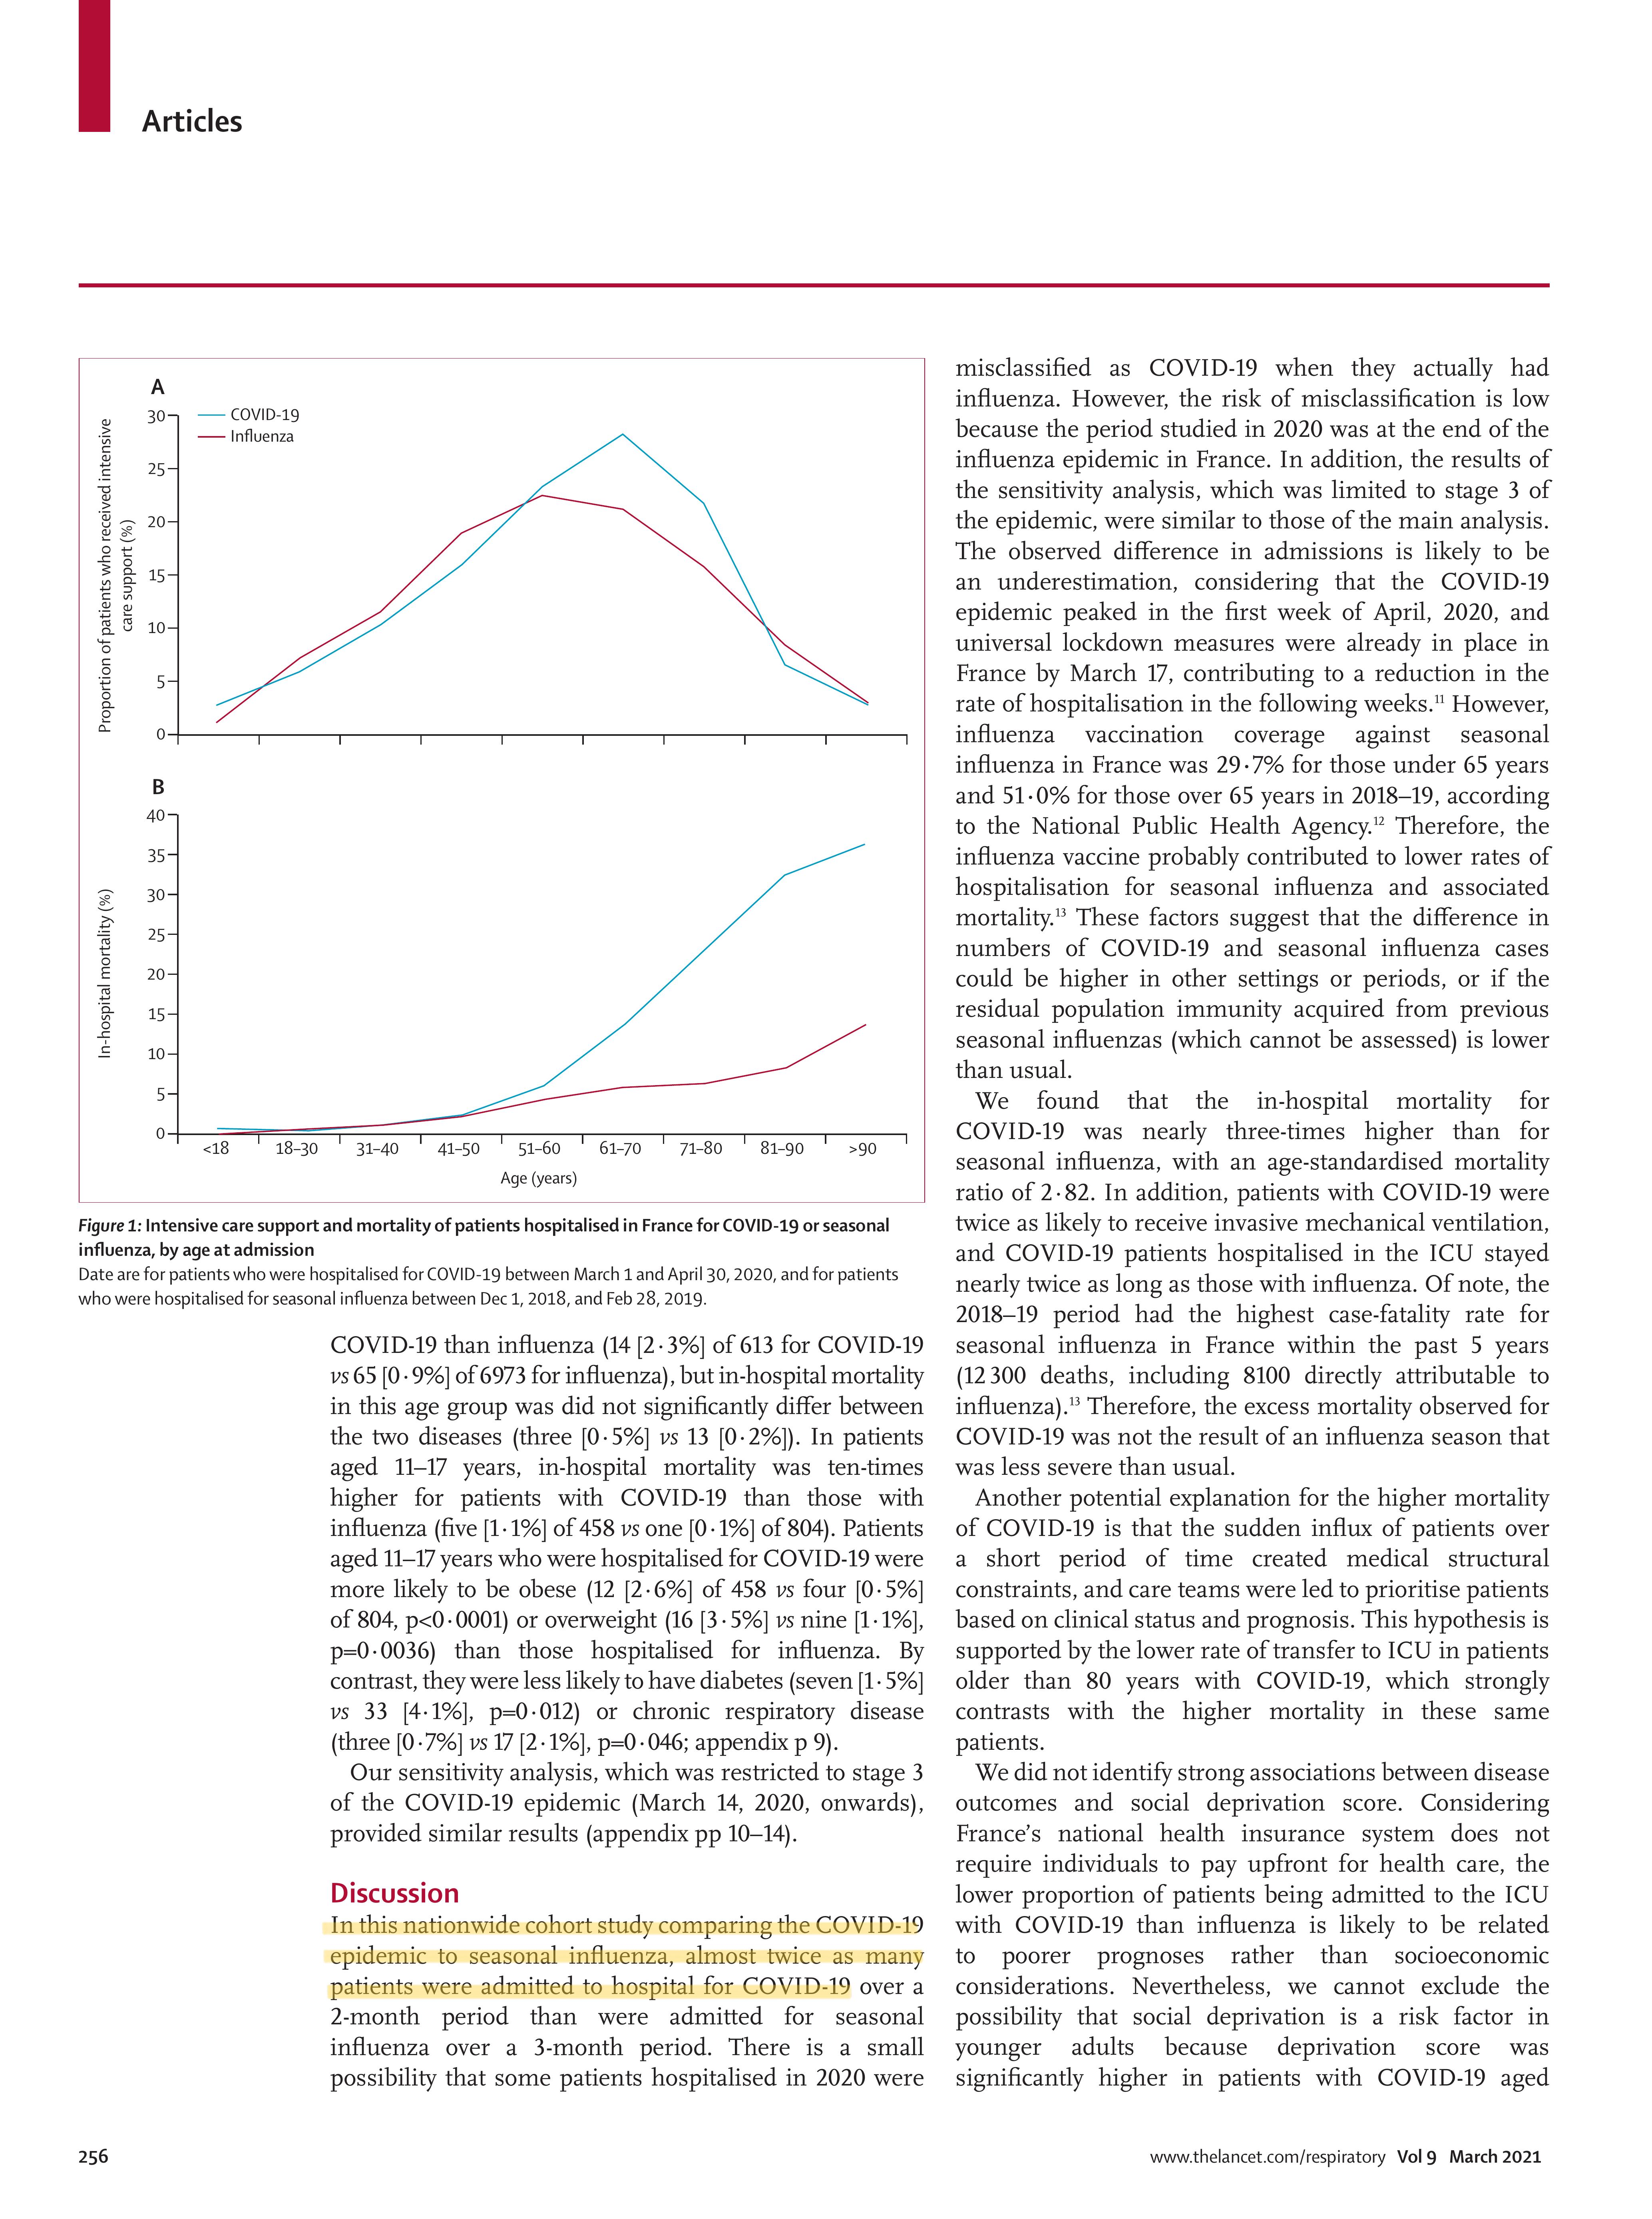 Articles
A
COVID-19
Influenza
Proportion of patients who received intensive
care support (%)
30
25
20
15
10
5
0
B
In-hospital mortality (%)
40
35
30
25
20
15
10
5
0
<18
18–30
31–40
41–50
51–60
61–70
71–80
81–90
>90
Age (years)
Figure 1: Intensive care support and mortality of patients hospitalised in France for COVID-19 or seasonal
influenza, by age at admission
Date are for patients who were hospitalised for COVID-19 between March 1 and April 30, 2020, and for patients
who were hospitalised for seasonal influenza between Dec 1, 2018, and Feb 28, 2019.
COVID-19 than influenza (14 [2·3%] of 613 for COVID-19
vs 65 [0·9%] of 6973 for influenza), but in-hospital mortality
in this age group was did not significantly differ between
the two diseases (three [0·5%] vs 13 [0·2%]). In patients
aged 11–17 years, in-hospital mortality was ten-times
higher for patients with COVID-19 than those with
influenza (five [1·1%] of 458 vs one [0·1%] of 804). Patients
aged 11–17 years who were hospitalised for COVID-19 were
more likely to be obese (12 [2·6%] of 458 vs four [0·5%]
of 804, p<0·0001) or overweight (16 [3·5%] vs nine [1·1%],
p=0·0036) than those hospitalised for influenza. By
contrast, they were less likely to have diabetes (seven [1·5%]
vs 33 [4·1%], p=0·012) or chronic respiratory disease
(three [0·7%] vs 17 [2·1%], p=0·046; appendix p 9).
Our sensitivity analysis, which was restricted to stage 3
of the COVID-19 epidemic (March 14, 2020, onwards),
provided similar results (appendix pp 10–14).
Discussion
In this nationwide cohort study comparing the COVID-19
epidemic to seasonal influenza, almost twice as many
patients were admitted to hospital for COVID-19 over a
2-month period than were admitted for seasonal
influenza over a 3-month period. There is a small
possibility that some patients hospitalised in 2020 were
misclassified as COVID-19 when they actually had
influenza. However, the risk of misclassification is low
because the period studied in 2020 was at the end of the
influenza epidemic in France. In addition, the results of
the sensitivity analysis, which was limited to stage 3 of
the epidemic, were similar to those of the main analysis.
The observed difference in admissions is likely to be
an underestimation, considering that the COVID-19
epidemic peaked in the first week of April, 2020, and
universal lockdown measures were already in place in
France by March 17, contributing to a reduction in the
rate of hospitalisation in the following weeks.11 However,
influenza vaccination coverage against seasonal
influenza in France was 29·7% for those under 65 years
and 51·0% for those over 65 years in 2018–19, according
to the National Public Health Agency.12 Therefore, the
influenza vaccine probably contributed to lower rates of
hospitalisation for seasonal influenza and associated
mortality.13 These factors suggest that the difference in
numbers of COVID-19 and seasonal influenza cases
could be higher in other settings or periods, or if the
residual population immunity acquired from previous
seasonal influenzas (which cannot be assessed) is lower
than usual.
We found that the in-hospital mortality for
COVID-19 was nearly three-times higher than for
seasonal influenza, with an age-standardised mortality
ratio of 2·82. In addition, patients with COVID-19 were
twice as likely to receive invasive mechanical ventilation,
and COVID-19 patients hospitalised in the ICU stayed
nearly twice as long as those with influenza. Of note, the
2018–19 period had the highest case-fatality rate for
seasonal influenza in France within the past 5 years
(12 300 deaths, including 8100 directly attributable to
influenza).13 Therefore, the excess mortality observed for
COVID-19 was not the result of an influenza season that
was less severe than usual.
Another potential explanation for the higher mortality
of COVID-19 is that the sudden influx of patients over
a short period of time created medical structural
constraints, and care teams were led to prioritise patients
based on clinical status and prognosis. This hypothesis is
supported by the lower rate of transfer to ICU in patients
older than 80 years with COVID-19, which strongly
contrasts with the higher mortality in these same
patients.
We did not identify strong associations between disease
outcomes and social deprivation score. Considering
France’s national health insurance system does not
require individuals to pay upfront for health care, the
lower proportion of patients being admitted to the ICU
with COVID-19 than influenza is likely to be related
to poorer prognoses rather than socioeconomic
considerations. Nevertheless, we cannot exclude the
possibility that social deprivation is a risk factor in
younger adults because deprivation score was
significantly higher in patients with COVID-19 aged
256
www.thelancet.com/respiratory Vol 9 March 2021